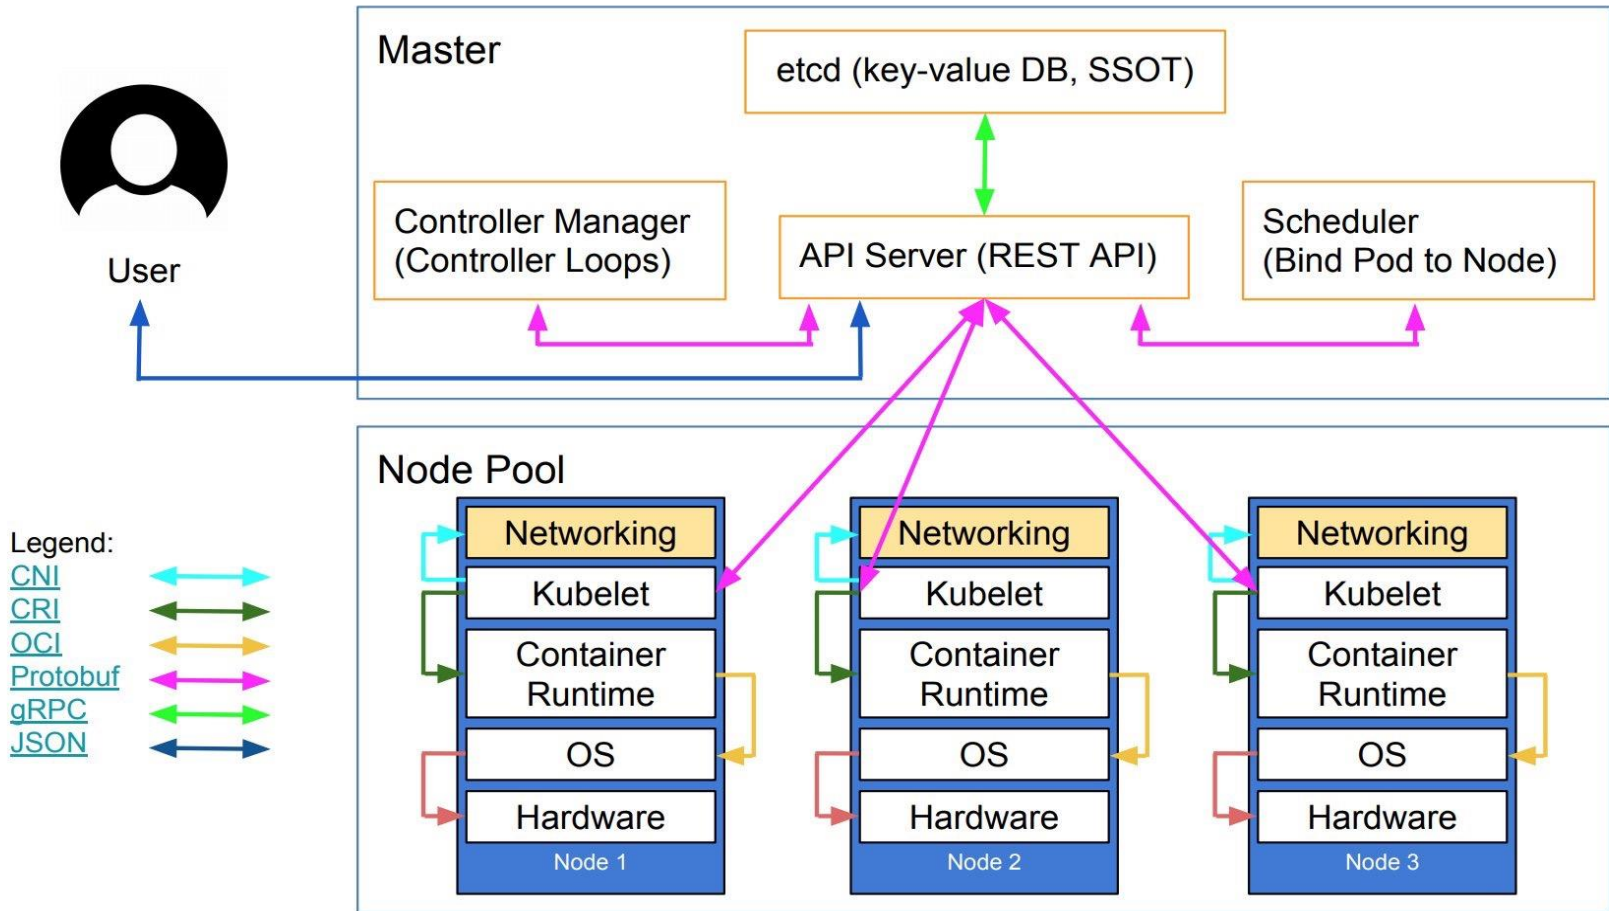 Master
etcd (key-value DB, SSOT)
Controller Manager
(Controller Loops)
API Server (REST API)
Scheduler
(Bind Pod to Node)
User
Node Pool
Networking
Kubelet
Container
Runtime
OS
Hardware
Node 1
Networking
Kubelet
Container
Runtime
OS
Hardware
Node 2
Networking
Kubelet
Container
Runtime
OS
Hardware
Node 3
Legend:
CNI
CRI
OCI
Protobuf
gRPC
JSON